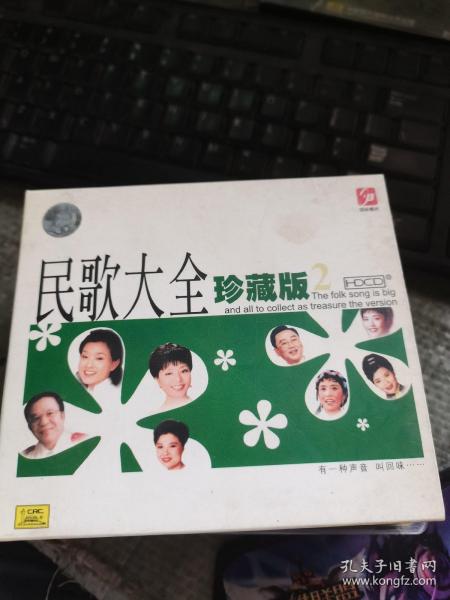 民歌大全 珍藏版 2
HDCD®
The folk song is big
and all to collect as treasure the version
有一种声音 叫回味……
CRC
孔夫子旧书网
www.kongfz.com